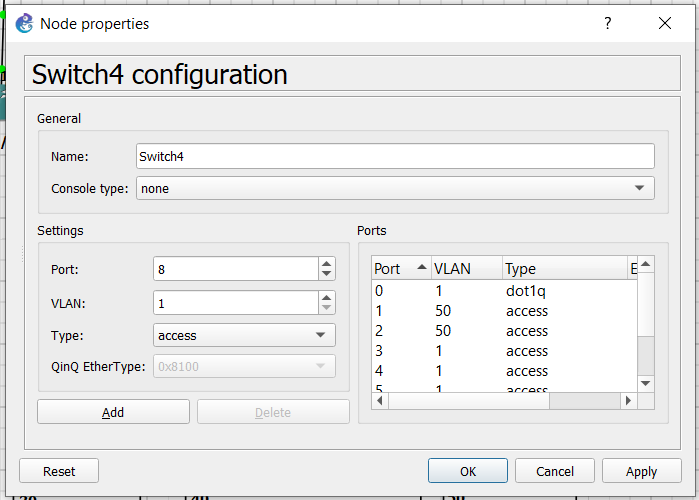 Node properties
?
Switch4 configuration
General
Name: Switch4
Console type: none
Settings
Port: 8
VLAN: 1
Type: access
QinQ EtherType: 0x8100
Add Delete
Ports
Port VLAN Type E
0 1 dot1q
1 50 access
2 50 access
3 1 access
4 1 access
5 1 access
Reset OK Cancel Apply